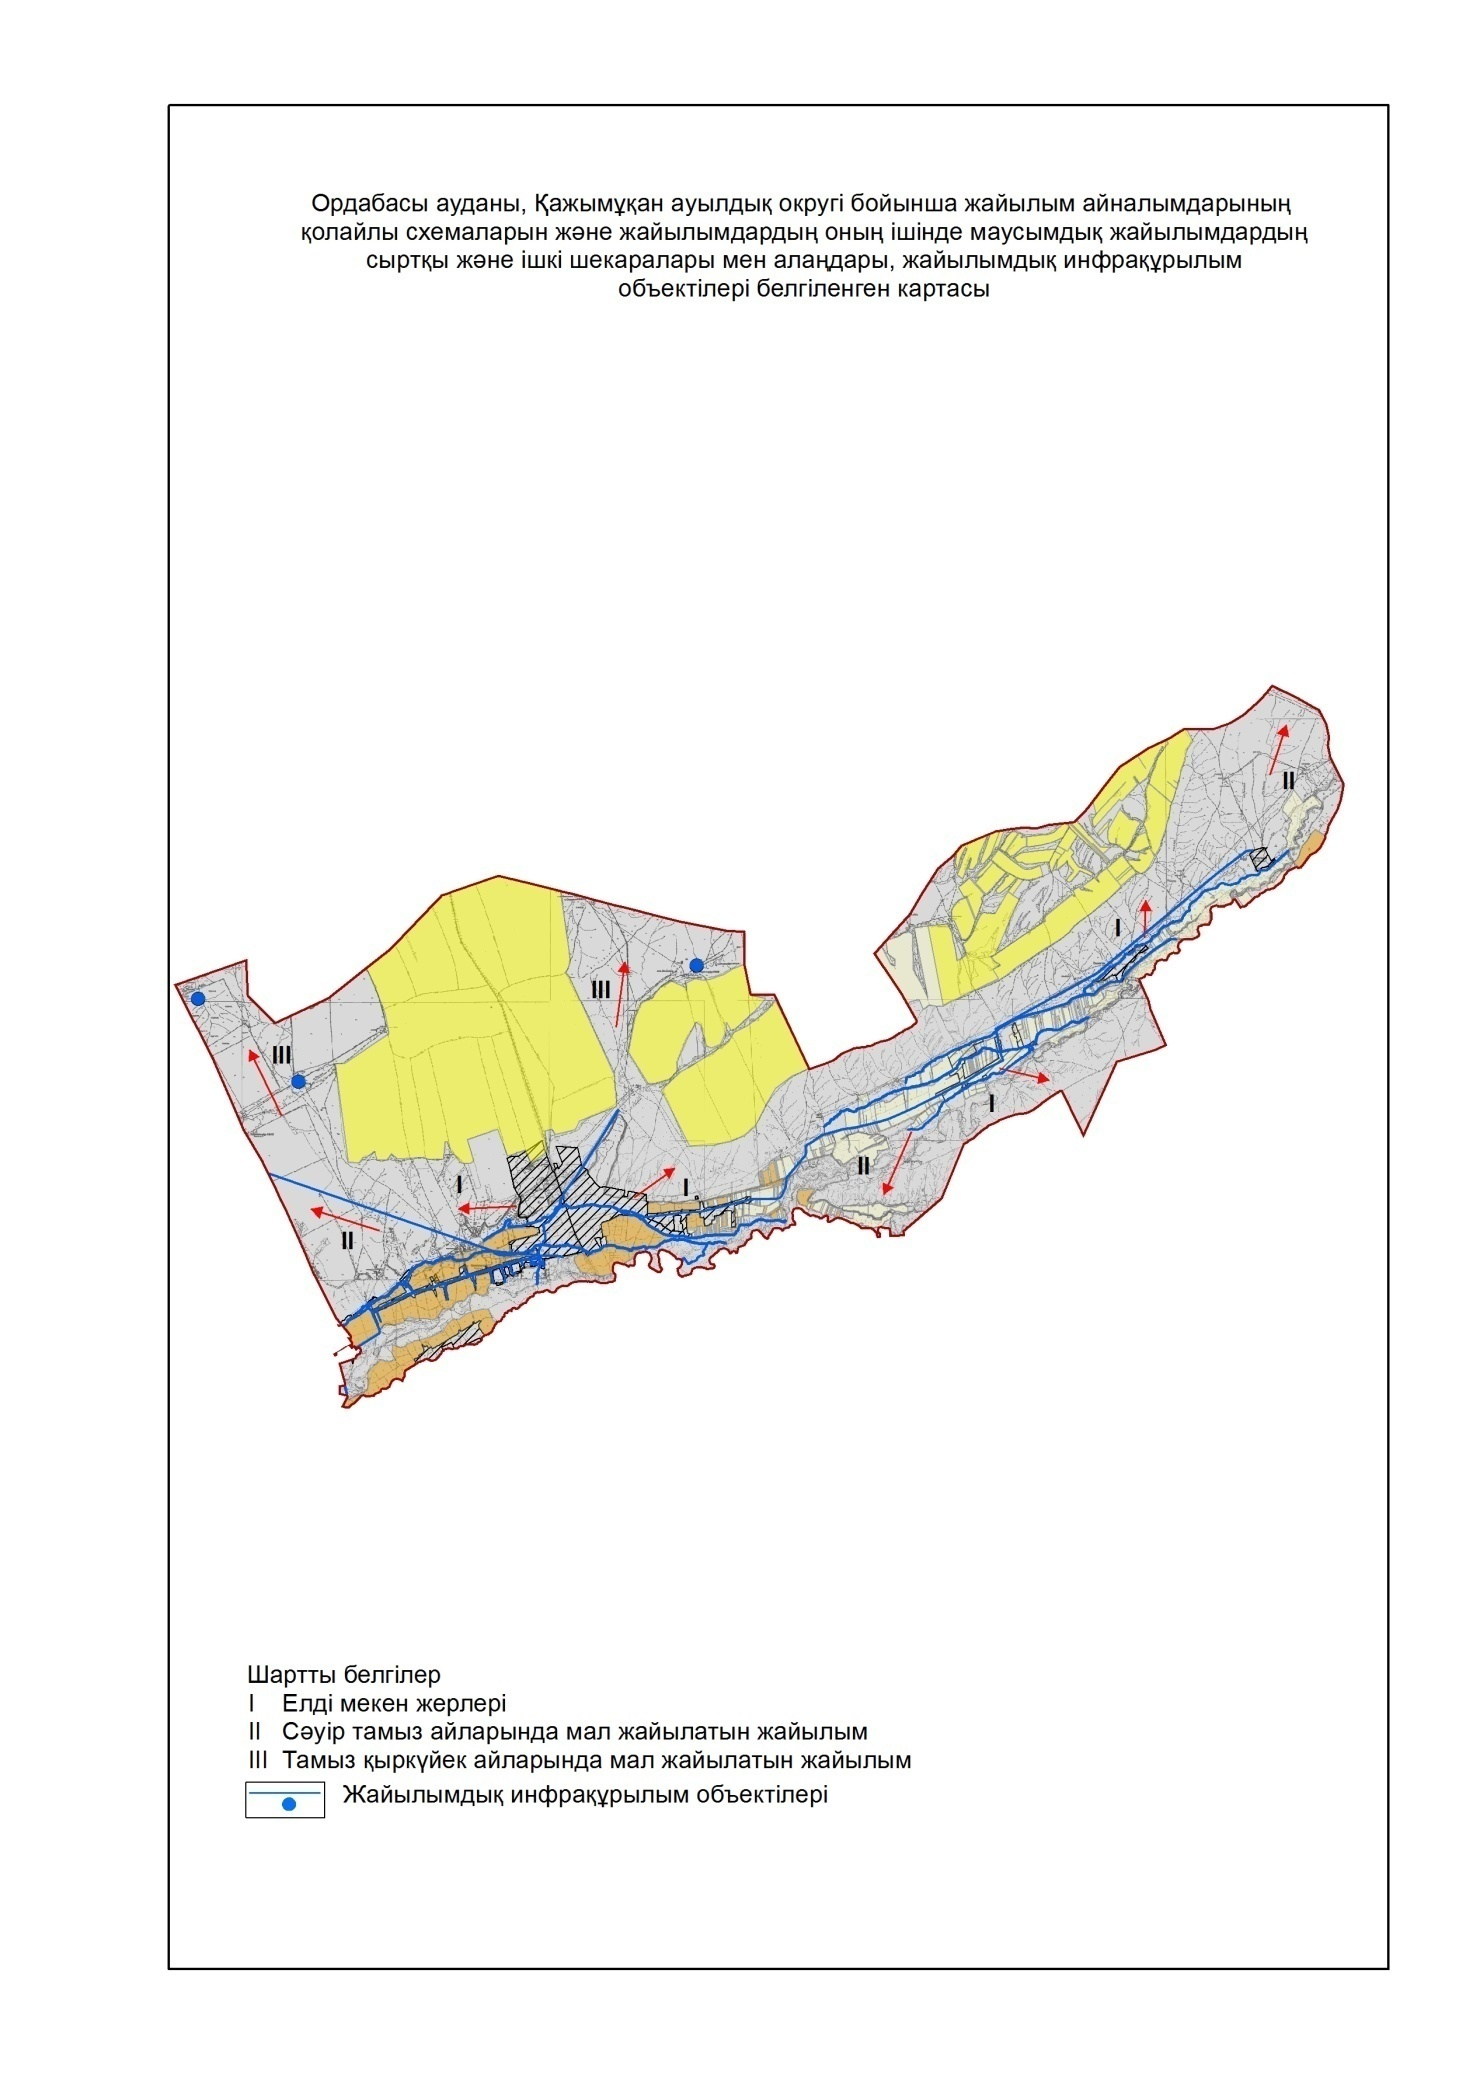 Ордабасы ауданы, Қажымұқан ауылдық округі бойынша жайылым айналымдарының
қолайлы схемаларын және жайылымдардың оның ішінде маусымдық жайылымдардың
сыртқы және ішкі шекаралары мен алаңдары, жайылымдық инфрақұрылым
объектілері белгіленген картасы
II
I
III
III
I
II
I
I
II
Шартты белгілер
I Елді мекен жерлері
II Сәуір тамыз айларында мал жайылатын жайылым
III Тамыз қыркүйек айларында мал жайылатын жайылым
Жайылымдық инфрақұрылым объектілері